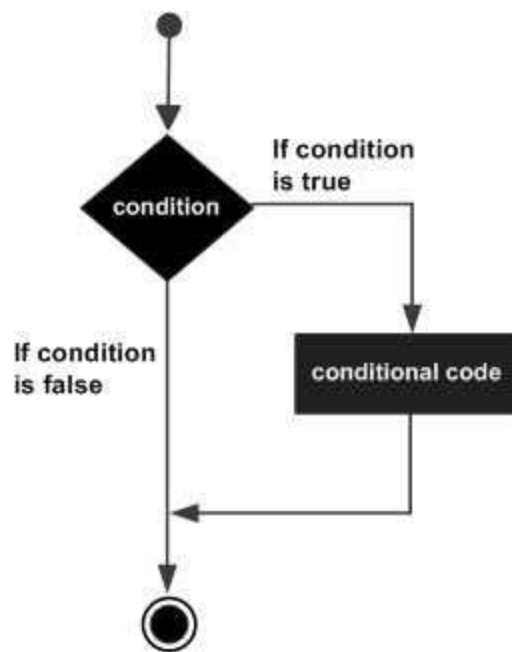 If condition
is true
condition
If condition
is false
conditional code